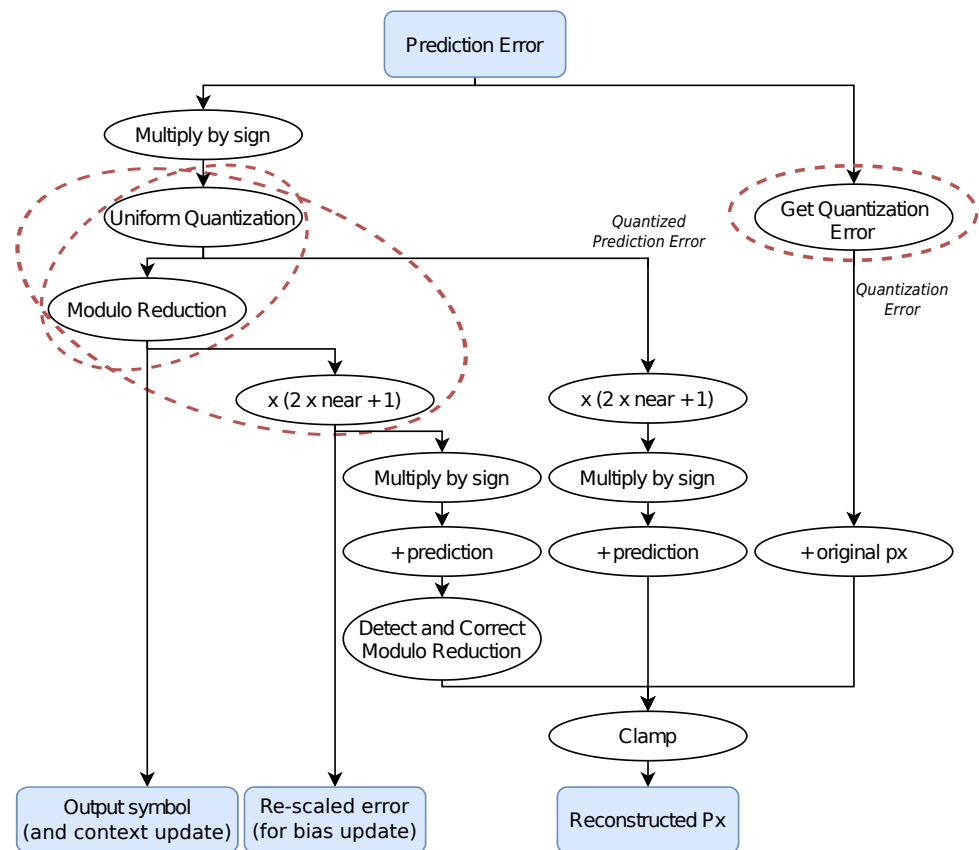 Prediction Error
Multiply by sign
Uniform Quantization
Quantized
Prediction Error
Get Quantization
Error
Modulo Reduction
Quantization
Error
x (2 x near +1)
x (2 x near +1)
Multiply by sign
Multiply by sign
+prediction
+prediction
+original px
Detect and Correct
Modulo Reduction
Clamp
Output symbol
(and context update)
Re-scaled error
(for bias update)
Reconstructed Px